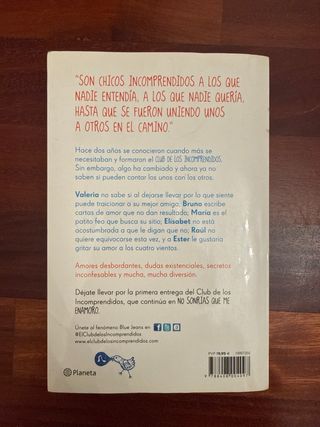 "SON CHICOS INCOMPRENDIDOS A LOS QUE
NADIE ENTENDÍA, A LOS QUE NADIE QUERÍA,
HASTA QUE SE FUERON UNIENDO UNOS
A OTROS EN EL CAMINO."
Hace dos años se conocieron cuando más se
necesitaban y formaron el CLUB DE LOS INCOMPRENDIDOS.
Sin embargo, algo ha cambiado y ahora ya no
saben si pueden contar los unos con los otros.
Valeria no sabe si al dejarse llevar por lo que siente
puede traicionar a su mejor amiga; Bruno escribe
cartas de amor que no dan resultado; María es el
patito feo que busca su sitio; Elísabet no está
acostumbrada a que le digan que no; Raúl no
quiere equivocarse esta vez, y a Ester le gustaría
gritar su amor a los cuatro vientos.
Amores desbordantes, dudas existenciales, secretos
inconfesables y mucha, mucha diversión.
Déjate llevar por la primera entrega del Club de los
Incomprendidos, que continúa en NO SONRÍAS QUE ME
ENAMORO.
Únete al fenómeno Blue Jeans en
@ElClubdelosIncomprendidos
www.elclubdelosincomprendidos.com
Planeta